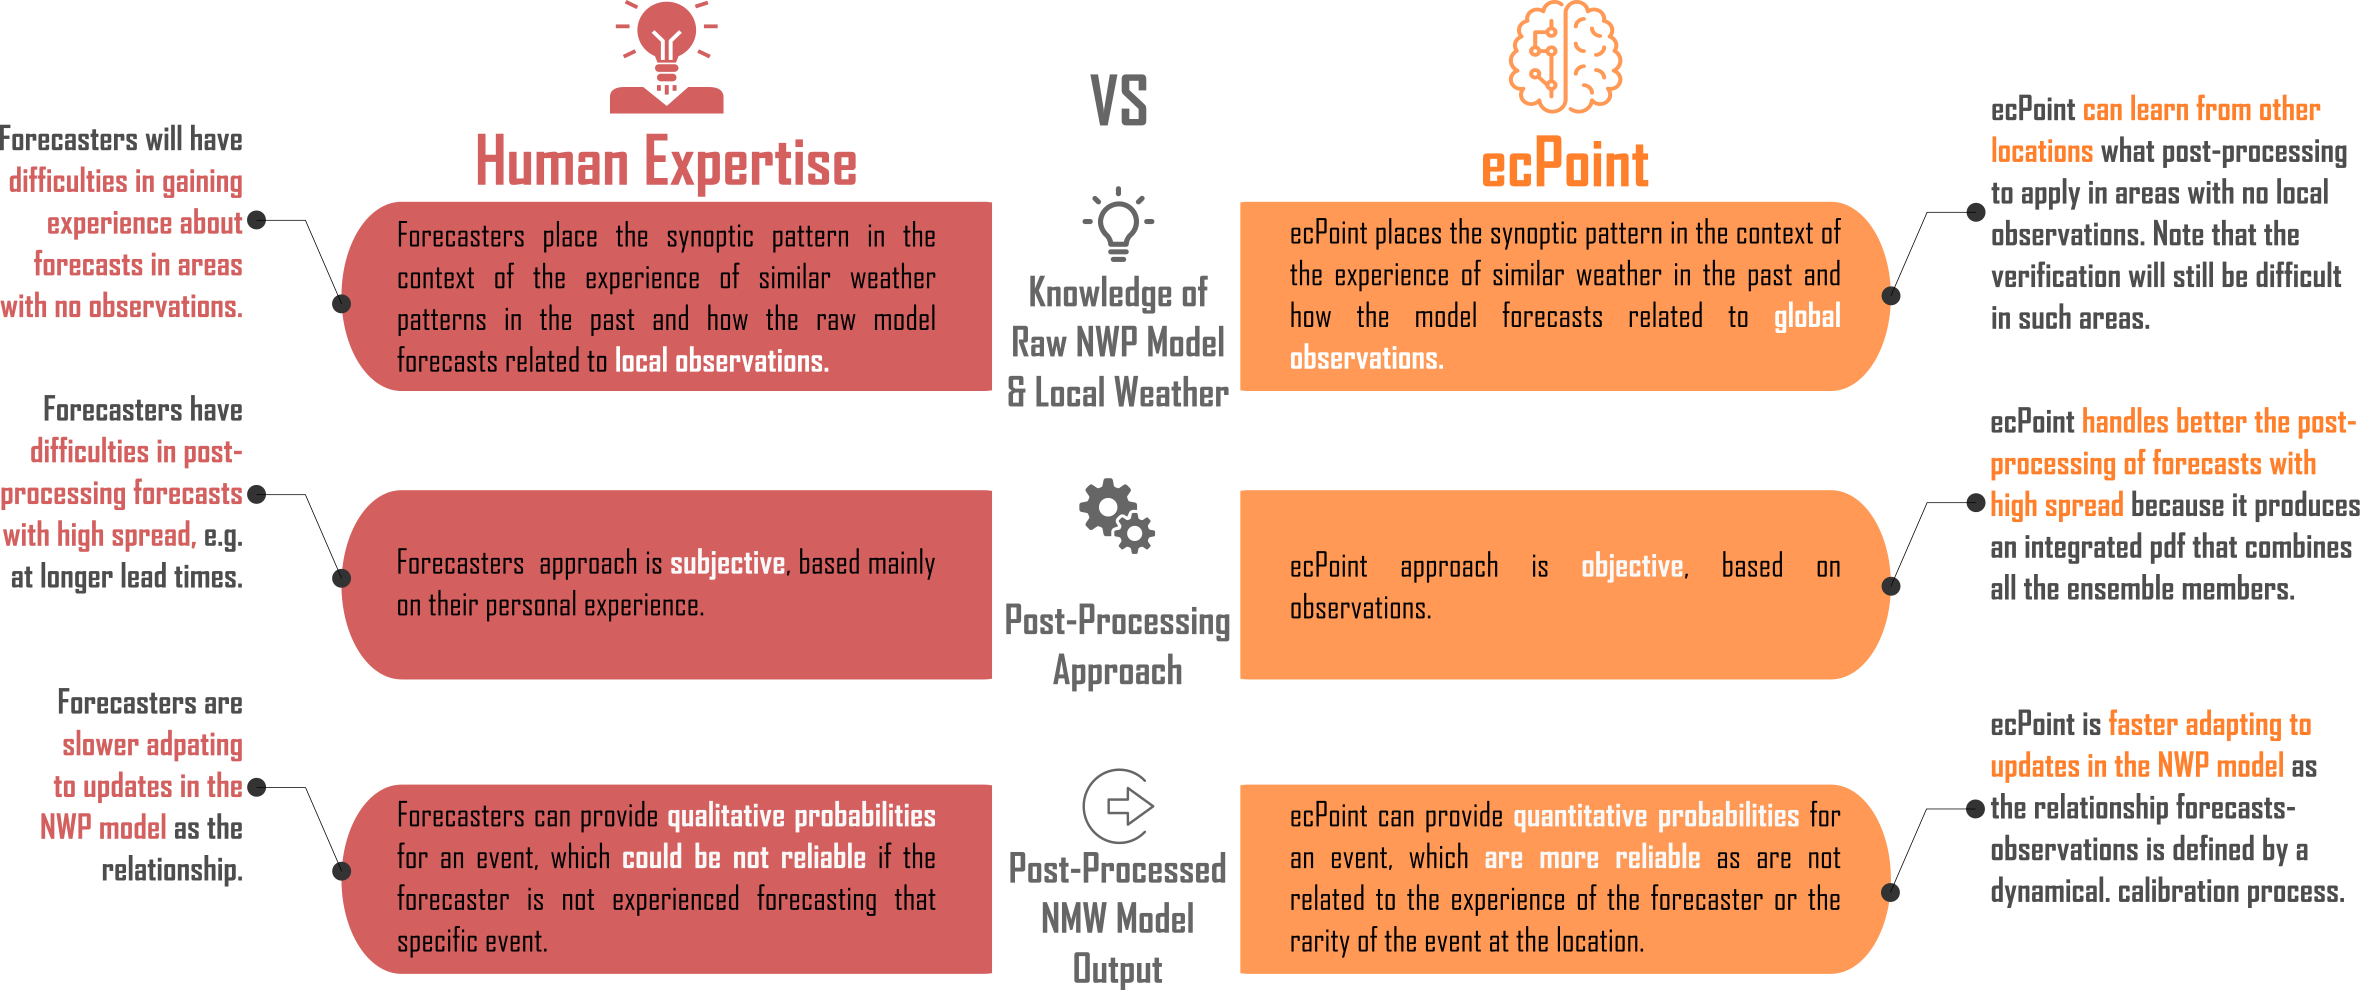 VS
Human Expertise
ecPoint
Forecasters will have
difficulties in gaining
experience about
forecasts in areas
with no observations.
Forecasters place the synoptic pattern in the
context of the experience of similar weather
patterns in the past and how the raw model
forecasts related to local observations.
Knowledge of
Raw NWP Model
& Local Weather
ecPoint places the synoptic pattern in the context of
the experience of similar weather in the past and
how the model forecasts related to global
observations.
ecPoint can learn from other
locations what post-processing
to apply in areas with no local
observations. Note that the
verification will still be difficult
in such areas.
Forecasters have
difficulties in post-
processing forecasts
with high spread, e.g.
at longer lead times.
Forecasters approach is subjective, based mainly
on their personal experience.
Post-Processing
Approach
ecPoint approach is objective, based on
observations.
ecPoint handles better the post-
processing of forecasts with
high spread because it produces
an integrated pdf that combines
all the ensemble members.
Forecasters are
slower adpating
to updates in the
NWP model as the
relationship.
Forecasters can provide qualitative probabilities
for an event, which could be not reliable if the
forecaster is not experienced forecasting that
specific event.
Post-Processed
NMW Model
Output
ecPoint can provide quantitative probabilities for
an event, which are more reliable as are not
related to the experience of the forecaster or the
rarity of the event at the location.
ecPoint is faster adapting to
updates in the NWP model as
the relationship forecasts-
observations is defined by a
dynamical. calibration process.